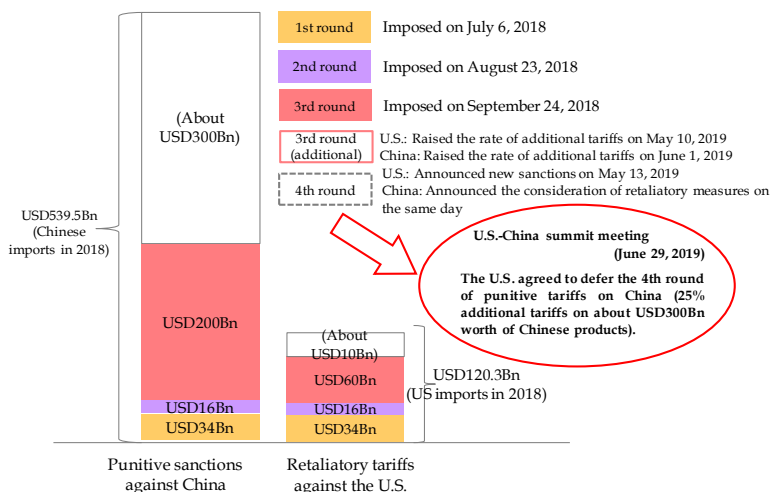 1st round
Imposed on July 6, 2018
2nd round
Imposed on August 23, 2018
3rd round
Imposed on September 24, 2018
3rd round
(additional)
U.S.: Raised the rate of additional tariffs on May 10, 2019
China: Raised the rate of additional tariffs on June 1, 2019
4th round
U.S.: Announced new sanctions on May 13, 2019
China: Announced the consideration of retaliatory measures on
the same day
(About
USD300Bn)
USD539.5Bn
(Chinese
imports in 2018)
USD200Bn
USD16Bn
USD34Bn
U.S.-China summit meeting
(June 29, 2019)
The U.S. agreed to defer the 4th round
of punitive tariffs on China (25%
additional tariffs on about USD300Bn
worth of Chinese products).
(About
USD10Bn)
USD60Bn
USD16Bn
USD34Bn
USD120.3Bn
(US imports in 2018)
Punitive sanctions
against China
Retaliatory tariffs
against the U.S.